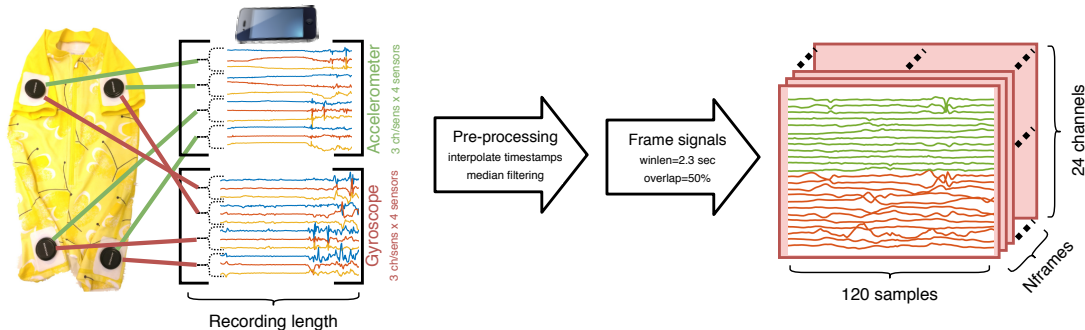 Accelerometer
3 ch/sens x 4 sensors
Gyroscope
3 ch/sens x 4 sensors
Recording length
Pre-processing
interpolate timestamps
median filtering
Frame signals
winlen=2.3 sec
overlap=50%
24 channels
Nframes
120 samples